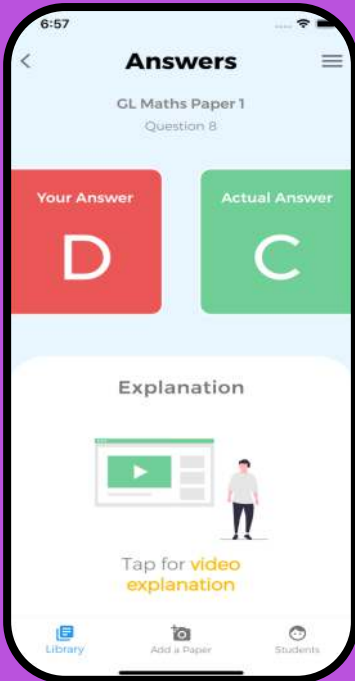 6:57
Answers
GL Maths Paper 1
Question 8
Your Answer
Actual Answer
D
C
Explanation
Tap for video
explanation
Library
Add a Paper
Students